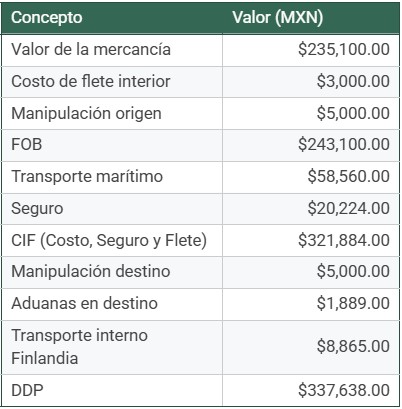 Concepto Valor (MXN)
Valor de la mercancía $235,100.00
Costo de flete interior $3,000.00
Manipulación origen $5,000.00
FOB $243,100.00
Transporte marítimo $58,560.00
Seguro $20,224.00
CIF (Costo, Seguro y Flete) $321,884.00
Manipulación destino $5,000.00
Aduanas en destino $1,889.00
Transporte interno
Finlandia $8,865.00
DDP $337,638.00